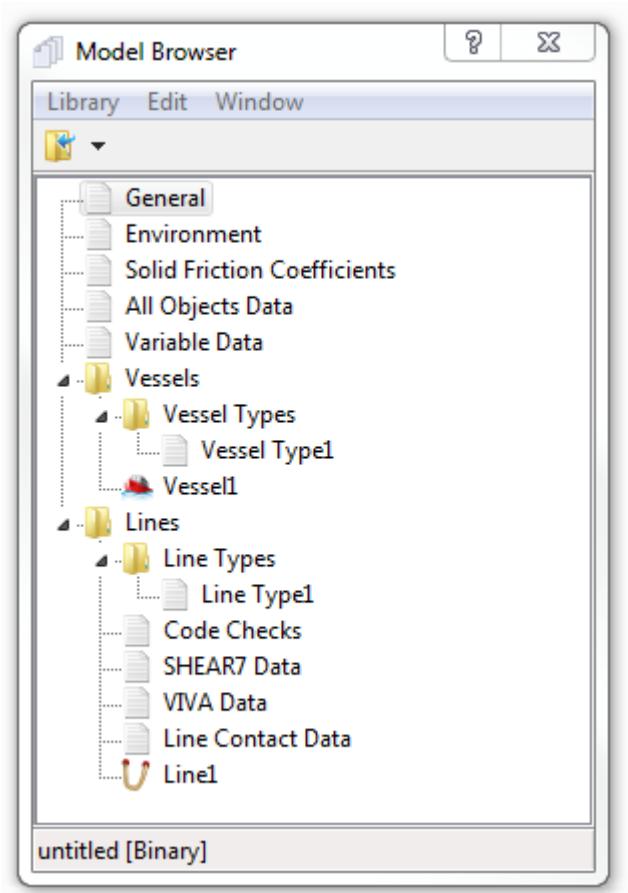 Model Browser
Library Edit Window
General
Environment
Solid Friction Coefficients
All Objects Data
Variable Data
Vessels
Vessel Types
Vessel Type1
Vessel1
Lines
Line Types
Line Type1
Code Checks
SHEAR7 Data
VIVA Data
Line Contact Data
Line1
untitled [Binary]